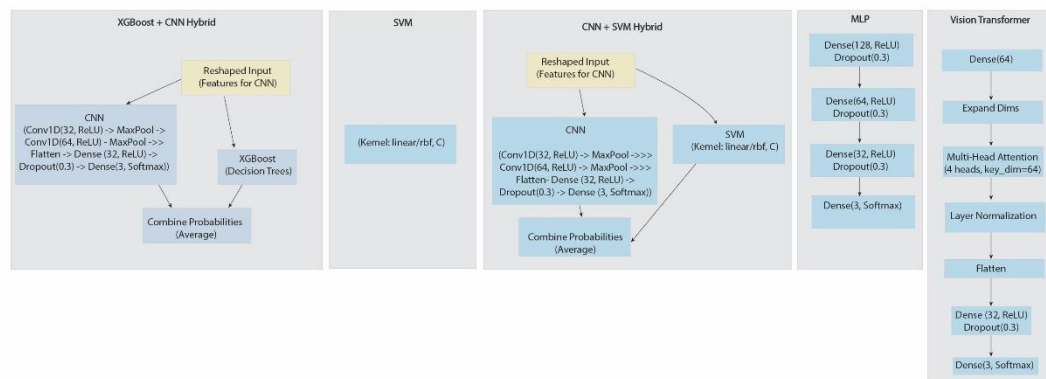 XGBoost + CNN Hybrid
Reshaped Input
(Features for CNN)
CNN
(Conv1D(32, ReLU) -> MaxPool ->
Conv1D(64, ReLU) - MaxPool ->>
Flatten -> Dense (32, ReLU) ->
Dropout(0.3) -> Dense(3, Softmax))
XGBoost
(Decision Trees)
Combine Probabilities
(Average)
SVM
(Kernel: linear/rbf, C)
CNN + SVM Hybrid
Reshaped Input
(Features for CNN)
CNN
(Conv1D(32, ReLU) -> MaxPool ->>>
Conv1D(64, ReLU) -> MaxPool ->>>
Flatten- Dense (32, ReLU) ->
Dropout(0.3) -> Dense (3, Softmax))
SVM
(Kernel: linear/rbf, C)
Combine Probabilities
(Average)
MLP
Dense(128, ReLU)
Dropout(0.3)
Dense(64, ReLU)
Dropout(0.3)
Dense(32, ReLU)
Dropout(0.3)
Dense(3, Softmax)
Vision Transformer
Dense(64)
Expand Dims
Multi-Head Attention
(4 heads, key_dim=64)
Layer Normalization
Flatten
Dense (32, ReLU)
Dropout(0.3)
Dense(3, Softmax)